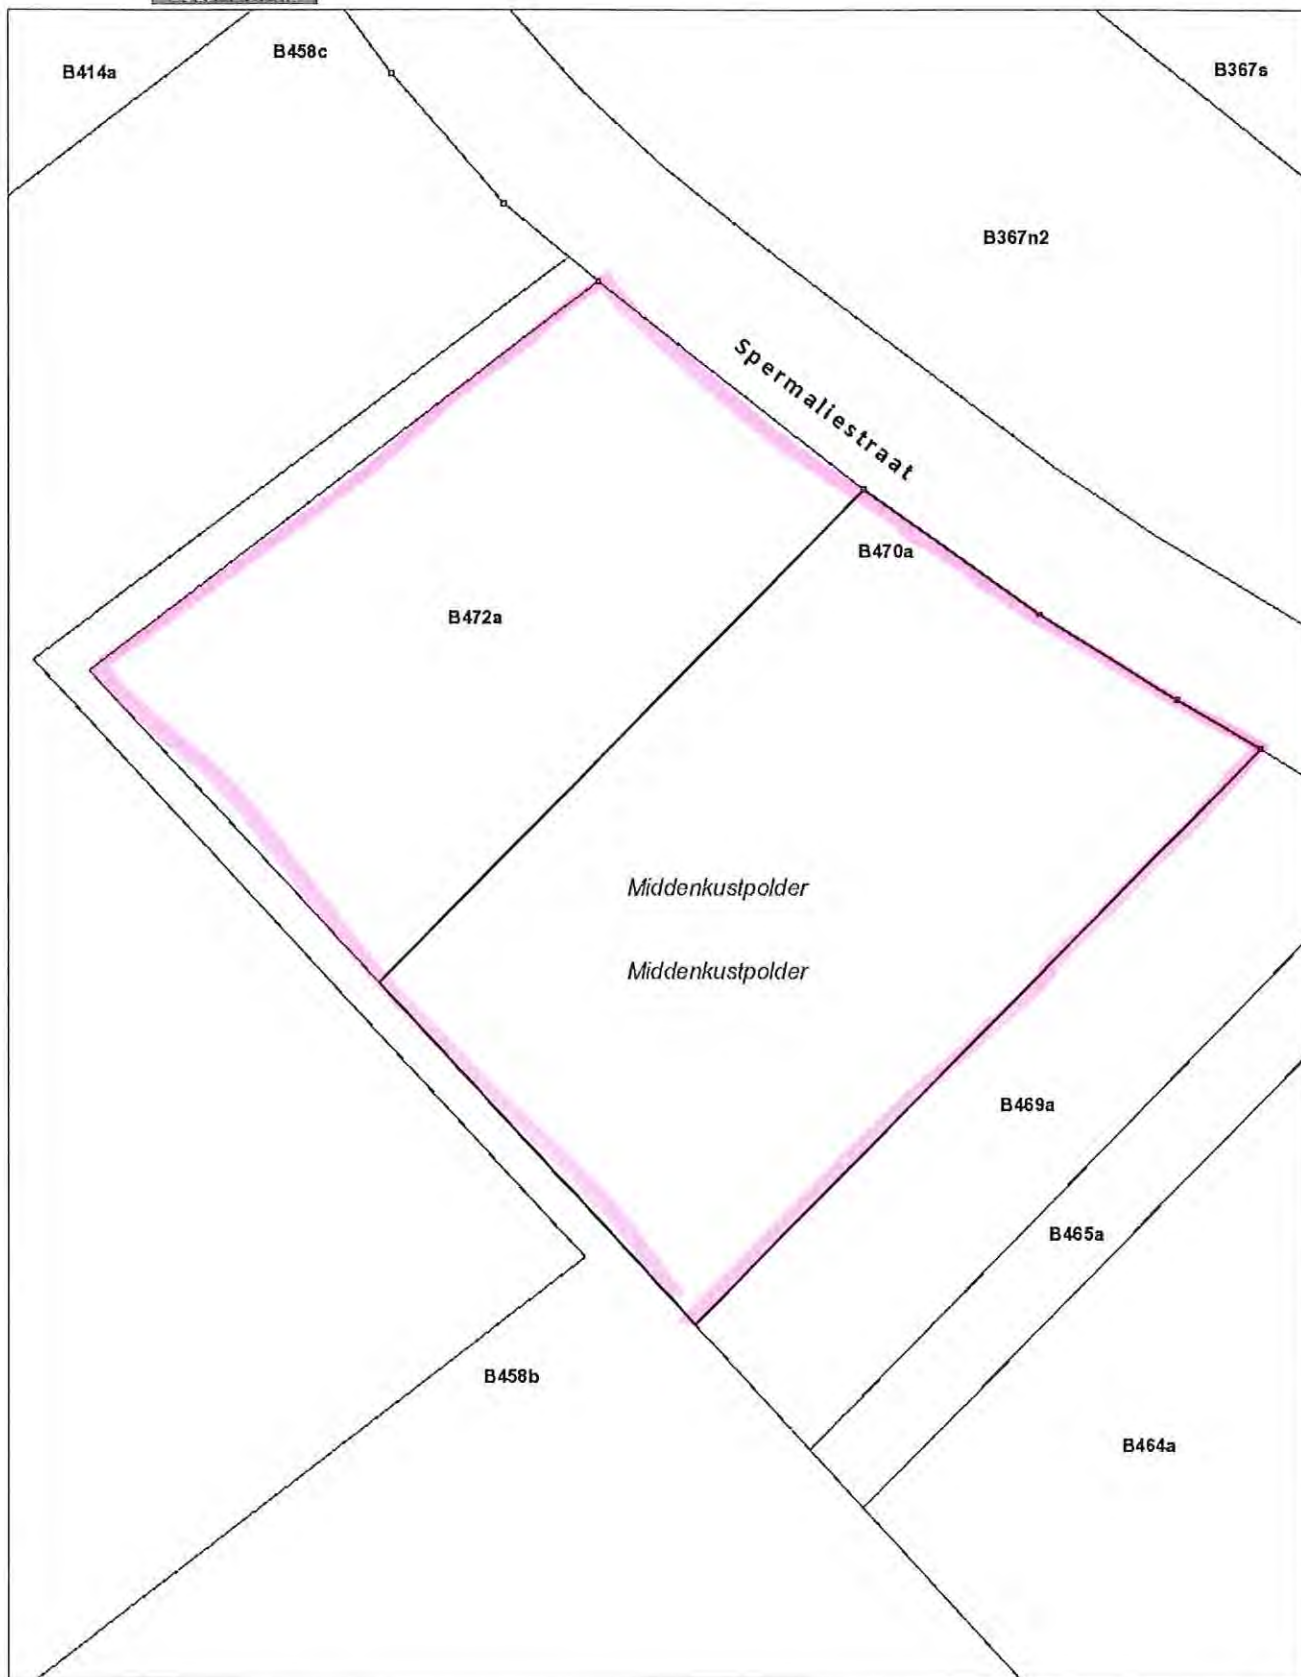 B458c
B414a
B367s
B367n2
Spermaliestraat
B470a
B472a
Middenkustpolder
Middenkustpolder
B469a
B465a
B458b
B464a